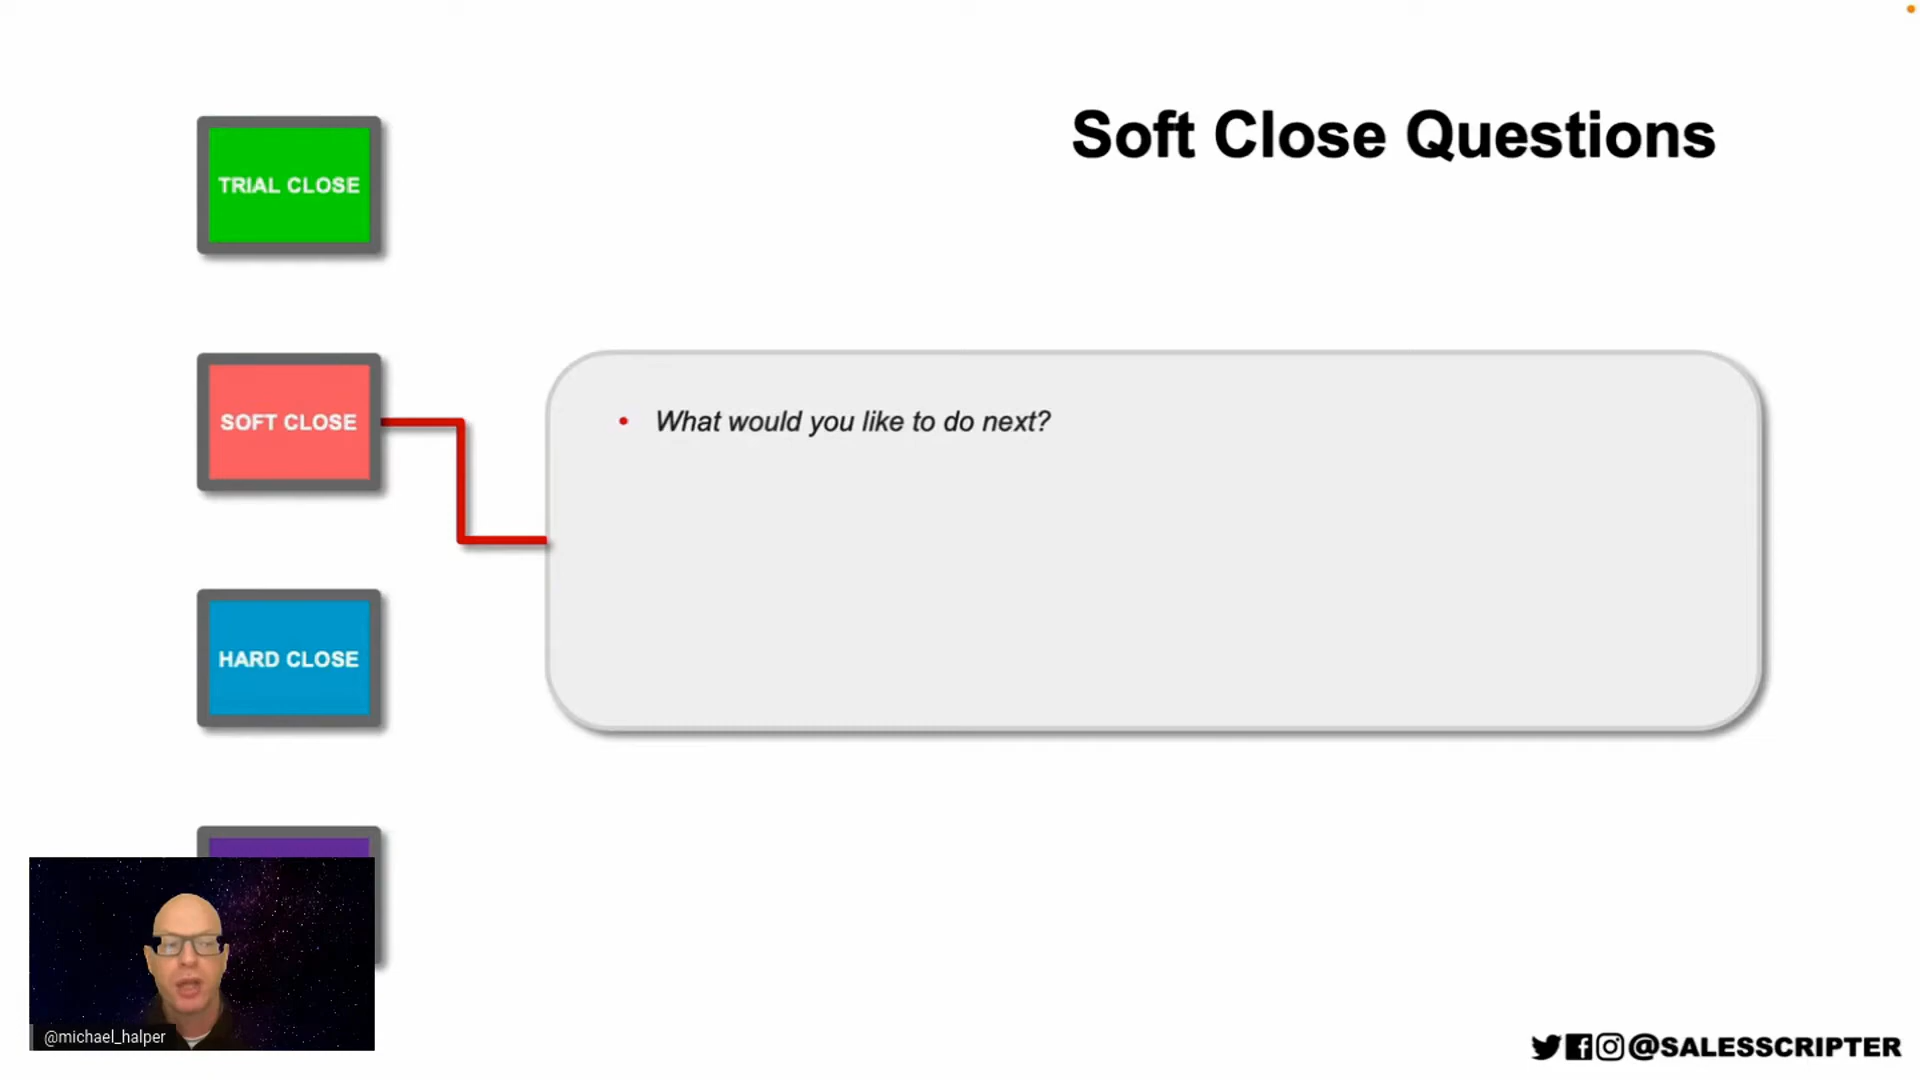 Soft Close Questions
TRIAL CLOSE
SOFT CLOSE
• What would you like to do next?
HARD CLOSE
@michael_halper
@SALESSCRIPTER